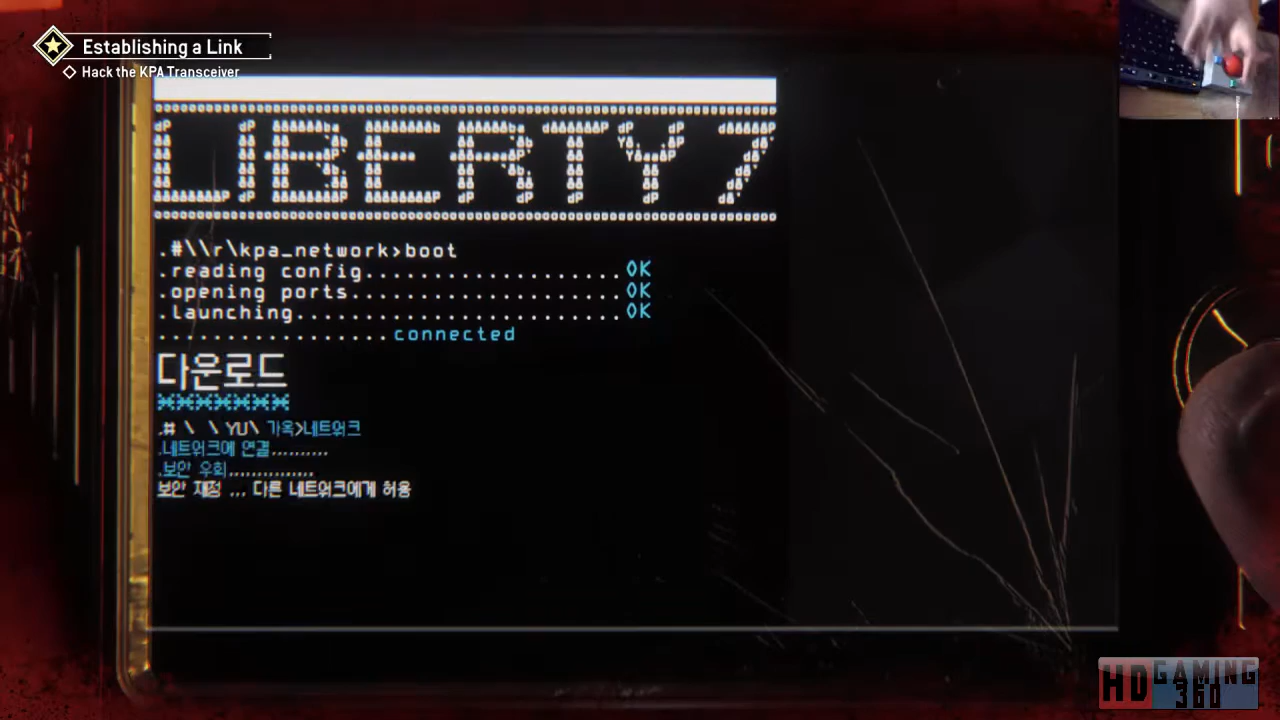 Establishing a Link
Hack the KPA Transceiver
LIBERTY 7
.#\\r\kpa_network>boot
.reading config...................OK
.opening ports....................OK
.launching........................OK
.................connected
다운로드
.# \ \ YU\ 가옥>네트워크
.네트워크에 연결..........
.보안 우회...............
보안 재정 ... 다른 네트워크에게 허용
HD GAMING 360